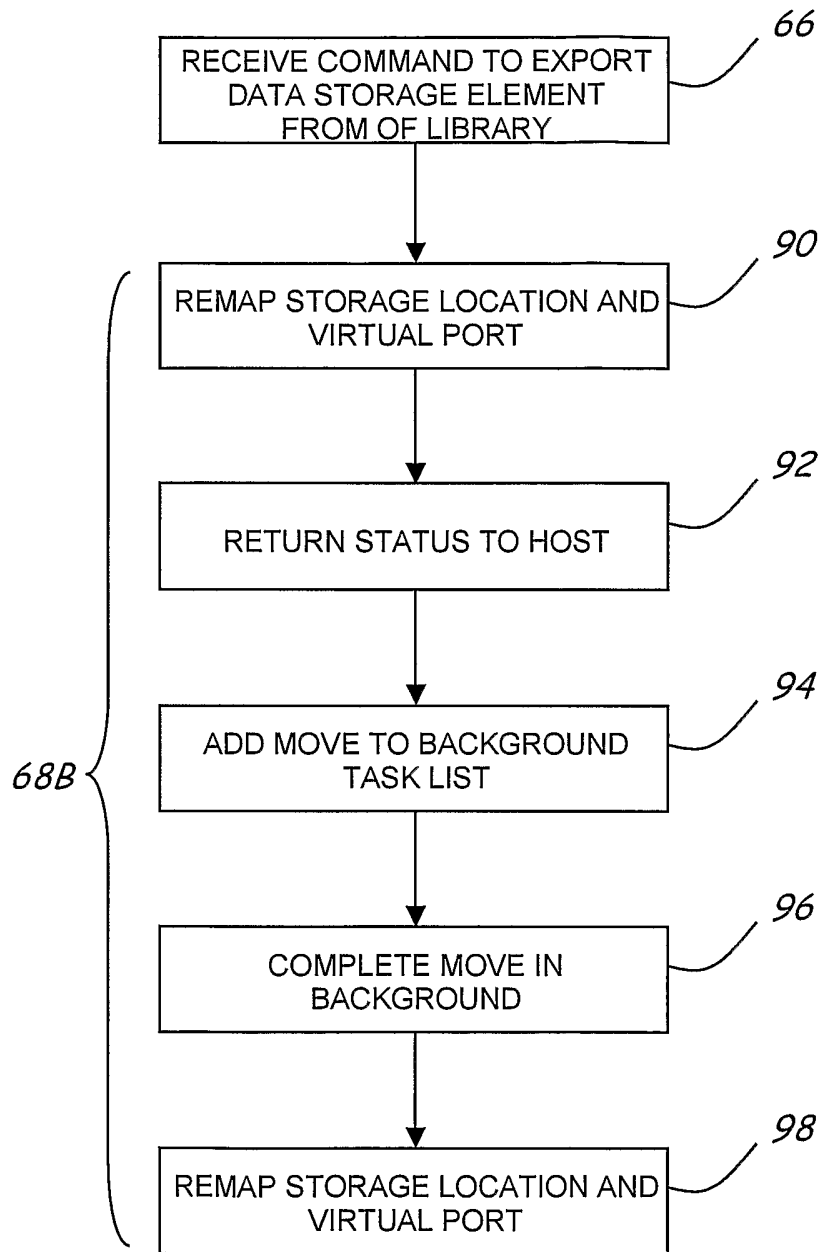 66
RECEIVE COMMAND TO EXPORT
DATA STORAGE ELEMENT
FROM OF LIBRARY
90
REMAP STORAGE LOCATION AND
VIRTUAL PORT
92
RETURN STATUS TO HOST
94
ADD MOVE TO BACKGROUND
TASK LIST
68B
96
COMPLETE MOVE IN
BACKGROUND
98
REMAP STORAGE LOCATION AND
VIRTUAL PORT